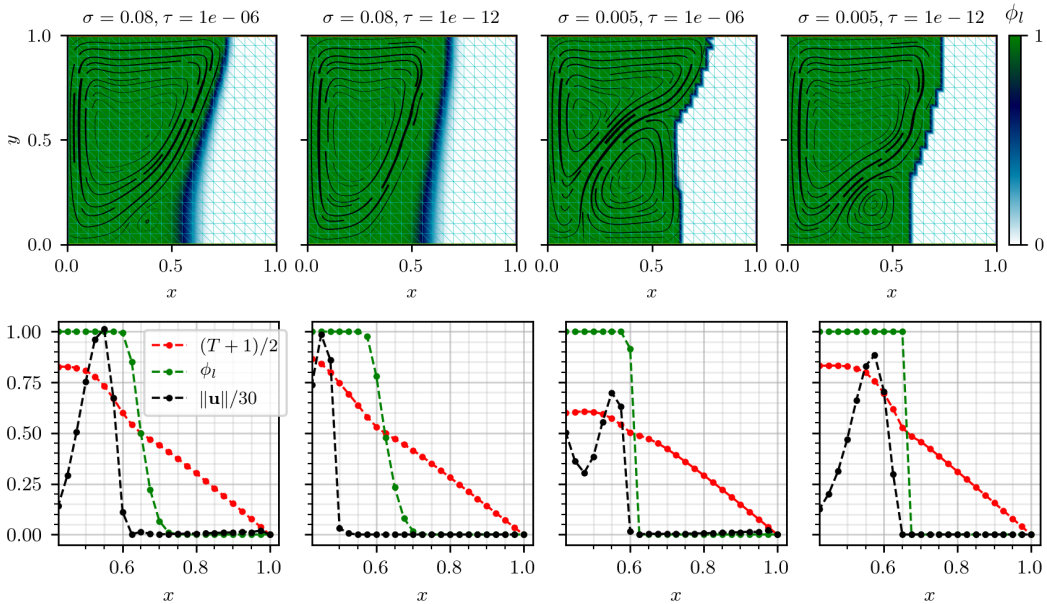 σ = 0.08, τ = 1e − 06
σ = 0.08, τ = 1e − 12
σ = 0.005, τ = 1e − 06
σ = 0.005, τ = 1e − 12
ϕ_l
1.0
0.5
0.0
y
0.0 0.5 1.0
0.0 0.5 1.0
0.0 0.5 1.0
0.0 0.5 1.0
1
0
x
x
x
x
1.00
0.75
0.50
0.25
0.00
(T + 1)/2
ϕ_l
‖u‖/30
0.6 0.8 1.0
0.6 0.8 1.0
0.6 0.8 1.0
0.6 0.8 1.0
x
x
x
x